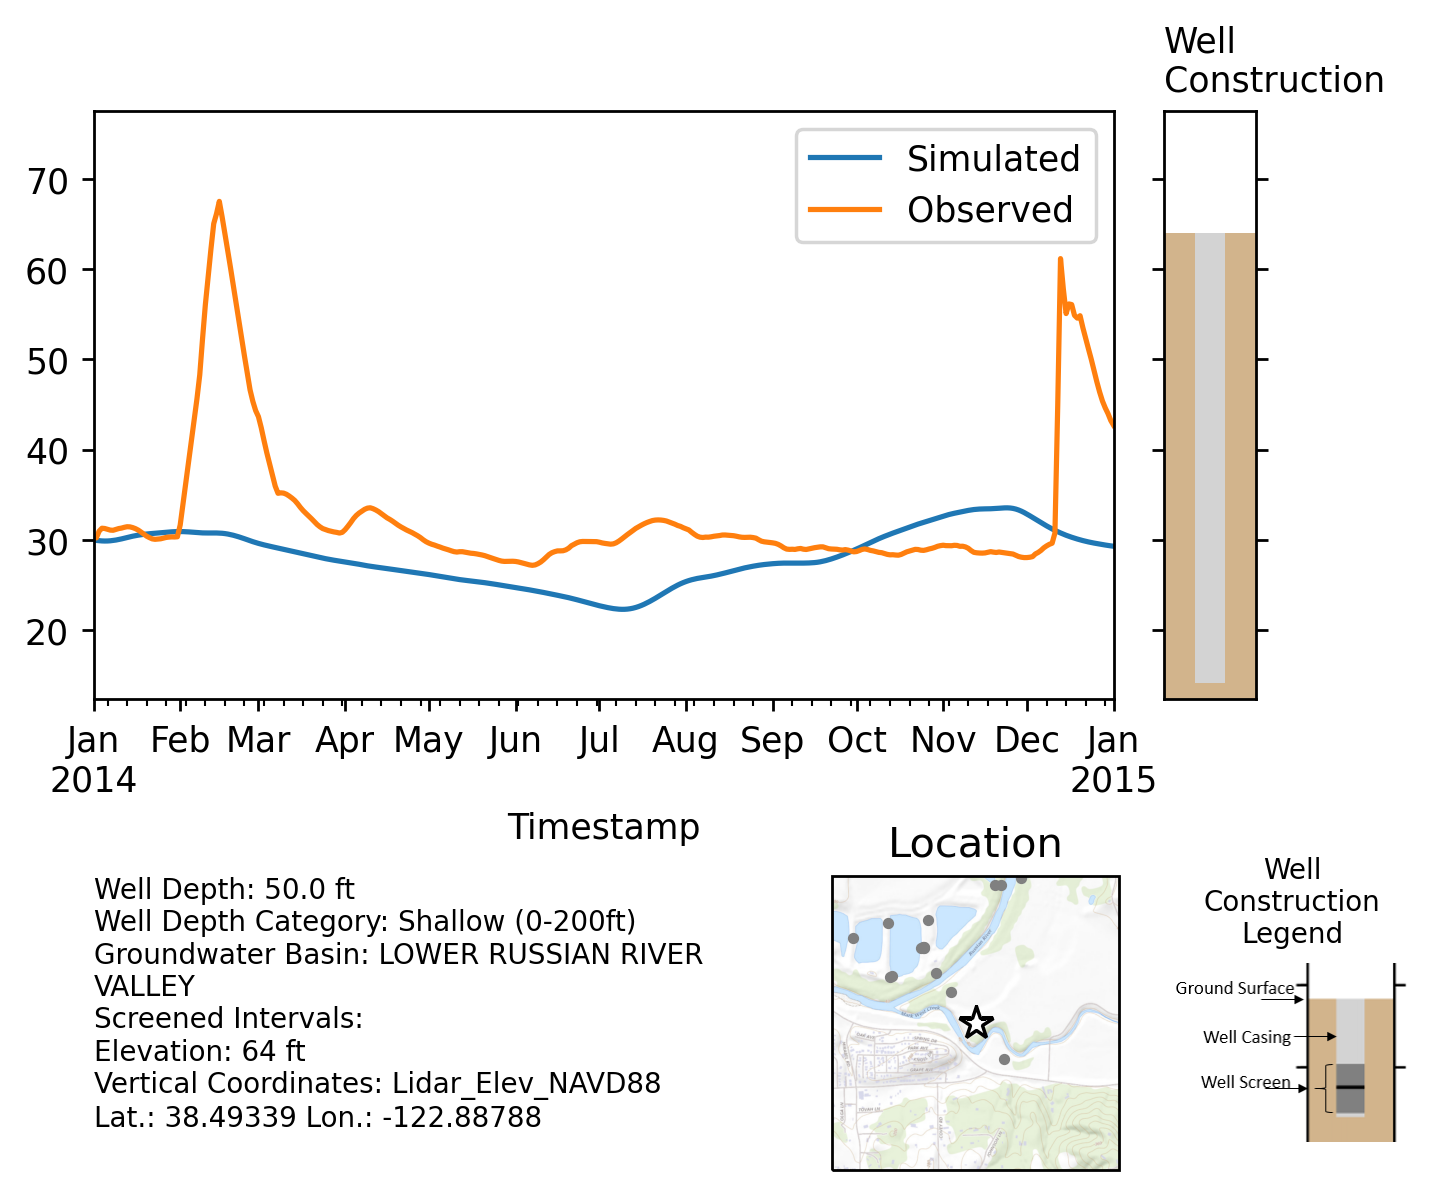 Well
Construction
Simulated
Observed
70
60
50
40
30
20
Jan
2014
Feb
Mar
Apr
May
Jun
Jul
Aug
Sep
Oct
Nov
Dec
Jan
2015
Timestamp
Well Depth: 50.0 ft
Well Depth Category: Shallow (0-200ft)
Groundwater Basin: LOWER RUSSIAN RIVER
VALLEY
Screened Intervals:
Elevation: 64 ft
Vertical Coordinates: Lidar_Elev_NAVD88
Lat.: 38.49339 Lon.: -122.88788
Location
Well
Construction
Legend
Ground Surface
Well Casing
Well Screen